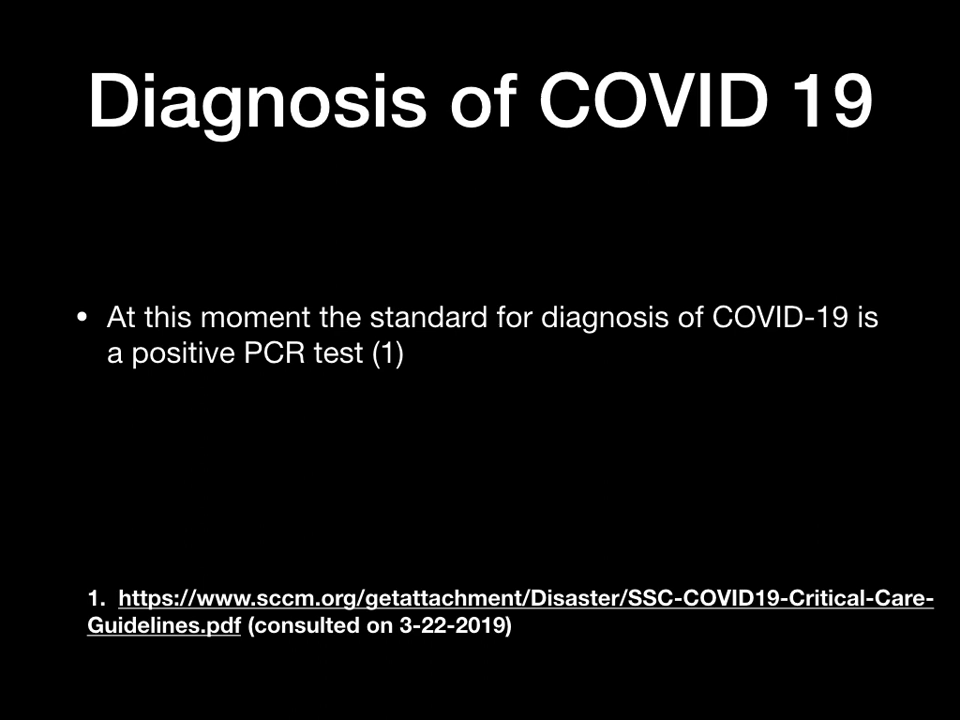 Diagnosis of COVID 19
• At this moment the standard for diagnosis of COVID-19 is
a positive PCR test (1)
1. https://www.sccm.org/getattachment/Disaster/SSC-COVID19-Critical-Care-
Guidelines.pdf (consulted on 3-22-2019)